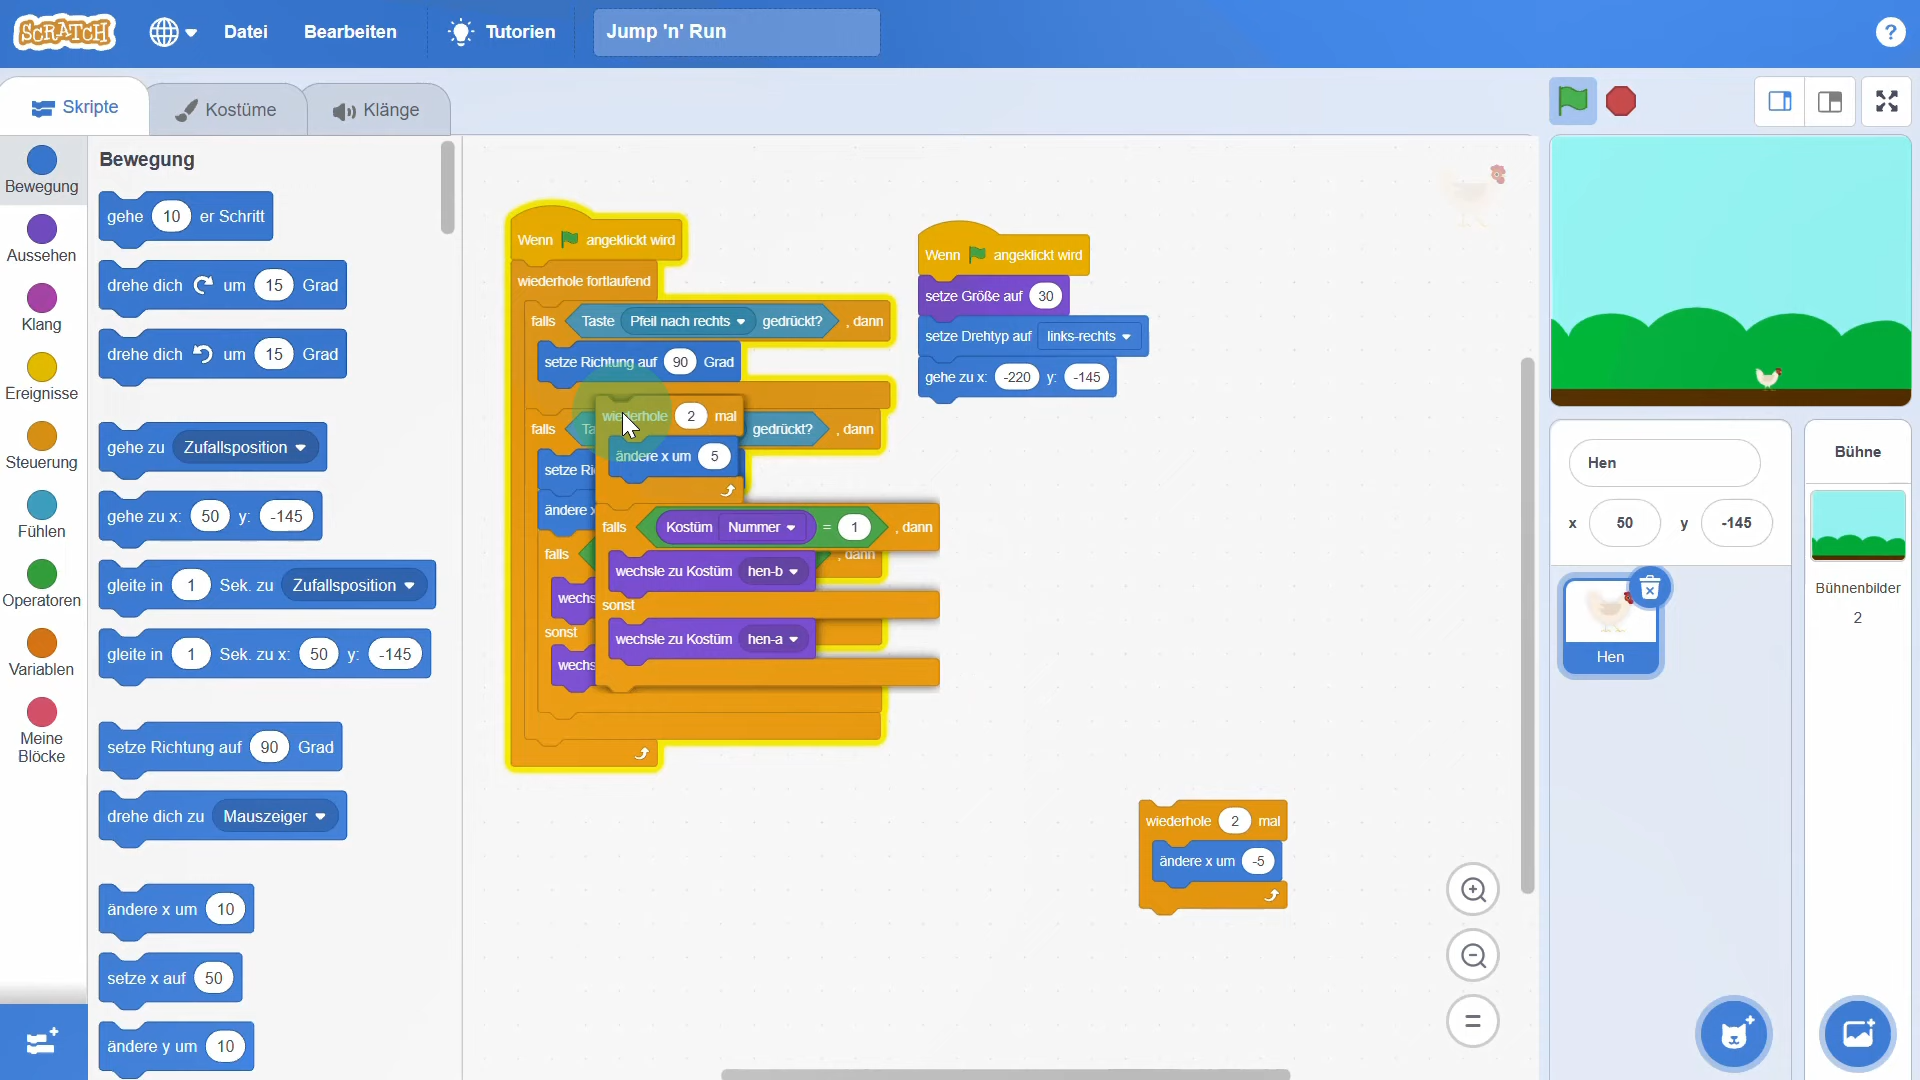 SCRATCH
Datei
Bearbeiten
Tutorien
Jump 'n' Run
?
Skripte
Kostüme
Klänge
Bewegung
Aussehen
Klang
Ereignisse
Steuerung
Fühlen
Operatoren
Variablen
Meine
Blöcke
Bewegung
gehe 10 er Schritt
drehe dich um 15 Grad
drehe dich um 15 Grad
gehe zu Zufallsposition
gehe zu x: 50 y: -145
gleite in 1 Sek. zu Zufallsposition
gleite in 1 Sek. zu x: 50 y: -145
setze Richtung auf 90 Grad
drehe dich zu Mauszeiger
ändere x um 10
setze x auf 50
ändere y um 10
Wenn angeklickt wird
wiederhole fortlaufend
falls Taste Pfeil nach rechts gedrückt? , dann
setze Richtung auf 90 Grad
falls Ta gedrückt? , dann
setze Ri
ändere x
falls , dann
wechs
sonst
wechs
wiederhole 2 mal
ändere x um 5
falls Kostüm Nummer = 1 , dann
wechsle zu Kostüm hen-b
sonst
wechsle zu Kostüm hen-a
Wenn angeklickt wird
setze Größe auf 30
setze Drehtyp auf links-rechts
gehe zu x: -220 y: -145
wiederhole 2 mal
ändere x um -5
Hen
x 50 y -145
Hen
Bühne
Bühnenbilder
2